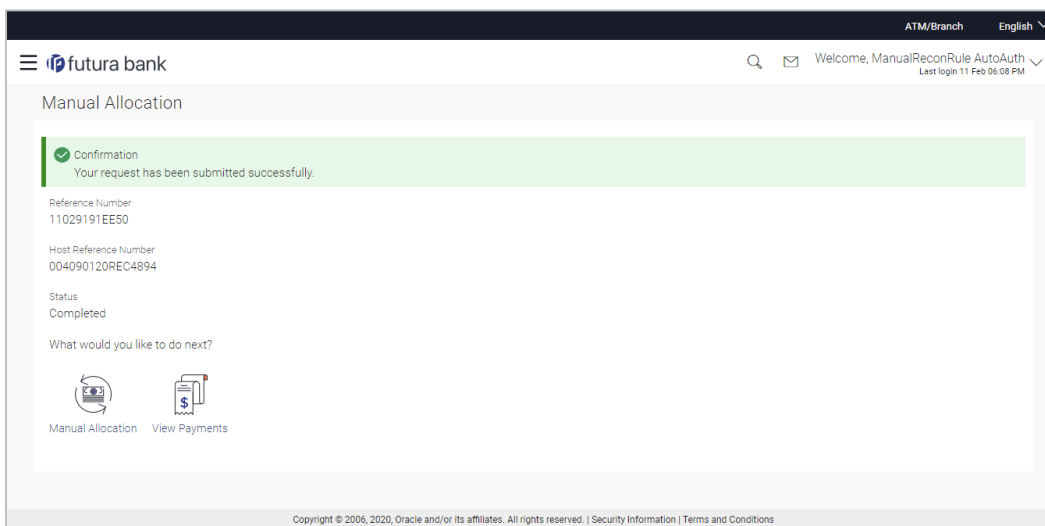 ATM/Branch English
futura bank
Welcome, ManualReconRule AutoAuth
Last login 11 Feb 06:08 PM
Manual Allocation
Confirmation
Your request has been submitted successfully.
Reference Number
11029191EE50
Host Reference Number
004090120REC4894
Status
Completed
What would you like to do next?
$
Manual Allocation View Payments
Copyright © 2006, 2020, Oracle and/or its affiliates. All rights reserved. | Security Information | Terms and Conditions